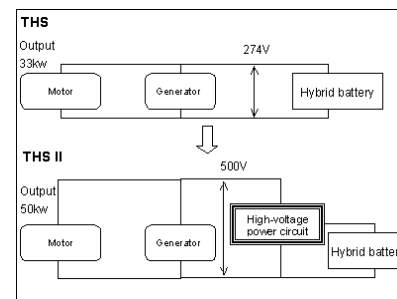 THS
Output
33kw
274V
Motor
Generator
Hybrid battery
THS II
500V
Output
50kw
High-voltage
power circuit
Motor
Generator
Hybrid batter